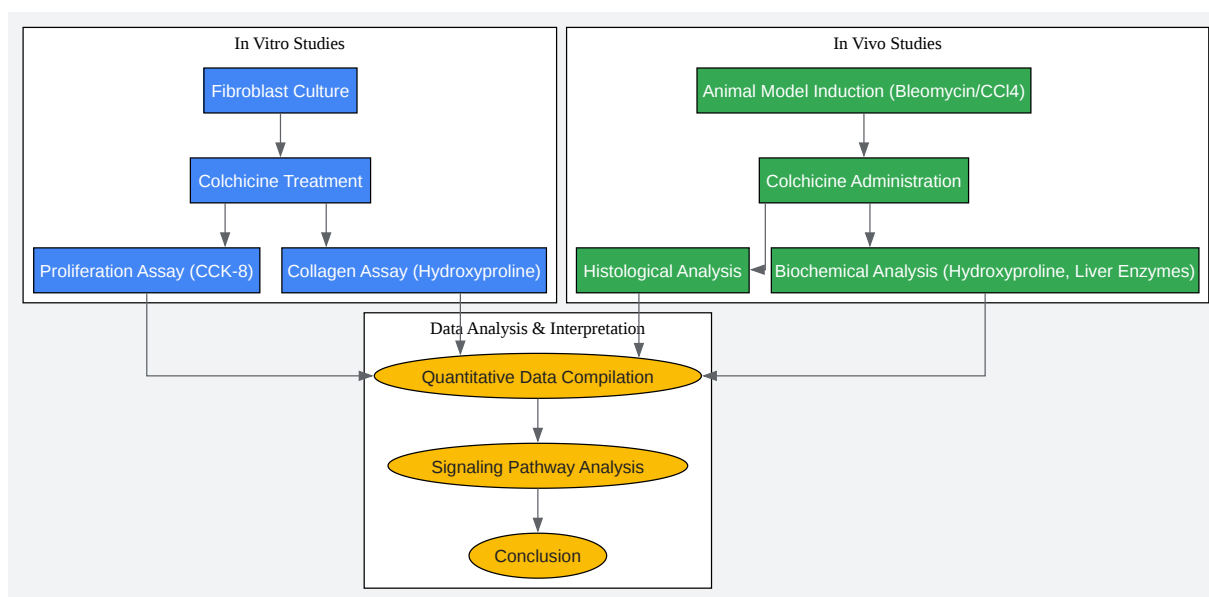 In Vitro Studies
Fibroblast Culture
Colchicine Treatment
Proliferation Assay (CCK-8)
Collagen Assay (Hydroxyproline)
In Vivo Studies
Animal Model Induction (Bleomycin/CCl4)
Colchicine Administration
Histological Analysis
Biochemical Analysis (Hydroxyproline, Liver Enzymes)
Data Analysis & Interpretation
Quantitative Data Compilation
Signaling Pathway Analysis
Conclusion